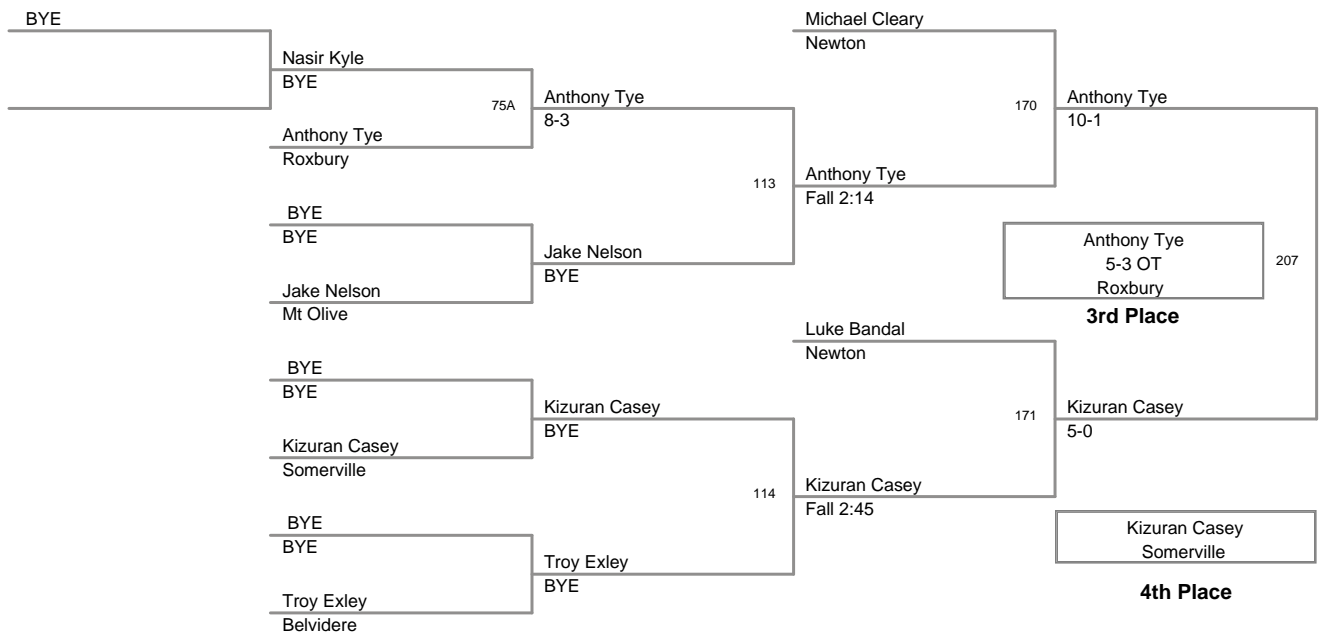 BYE
Nasir Kyle
BYE
75A
Anthony Tye
Roxbury
BYE
BYE
Jake Nelson
Mt Olive
BYE
BYE
Kizuran Casey
Somerville
BYE
BYE
Troy Exley
Belvidere
Anthony Tye
8-3
113
Jake Nelson
BYE
Kizuran Casey
BYE
114
Troy Exley
BYE
Michael Cleary
Newton
170
Anthony Tye
Fall 2:14
Luke Bandal
Newton
171
Kizuran Casey
Fall 2:45
Anthony Tye
10-1
Anthony Tye
5-3 OT
Roxbury
207
3rd Place
Kizuran Casey
5-0
Kizuran Casey
Somerville
4th Place